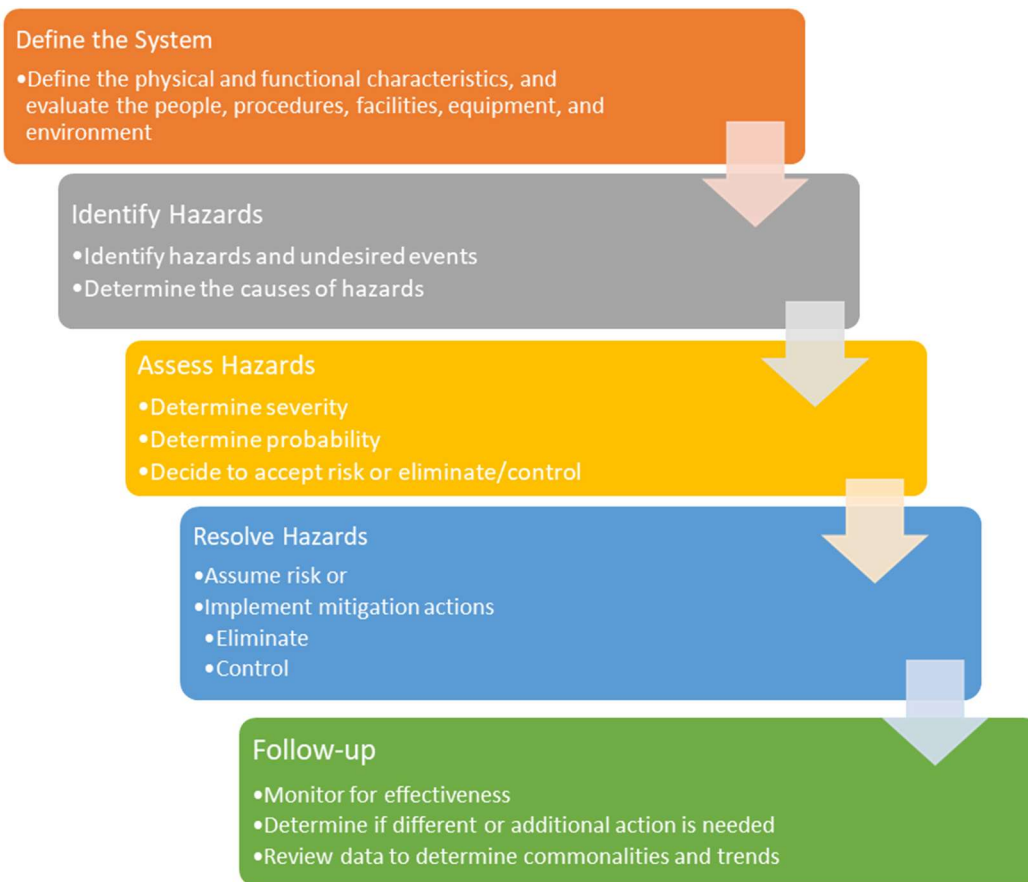 Define the System
•Define the physical and functional characteristics, and
evaluate the people, procedures, facilities, equipment, and
environment
Identify Hazards
•Identify hazards and undesired events
•Determine the causes of hazards
Assess Hazards
•Determine severity
•Determine probability
•Decide to accept risk or eliminate/control
Resolve Hazards
•Assume risk or
•Implement mitigation actions
•Eliminate
•Control
Follow-up
•Monitor for effectiveness
•Determine if different or additional action is needed
•Review data to determine commonalities and trends